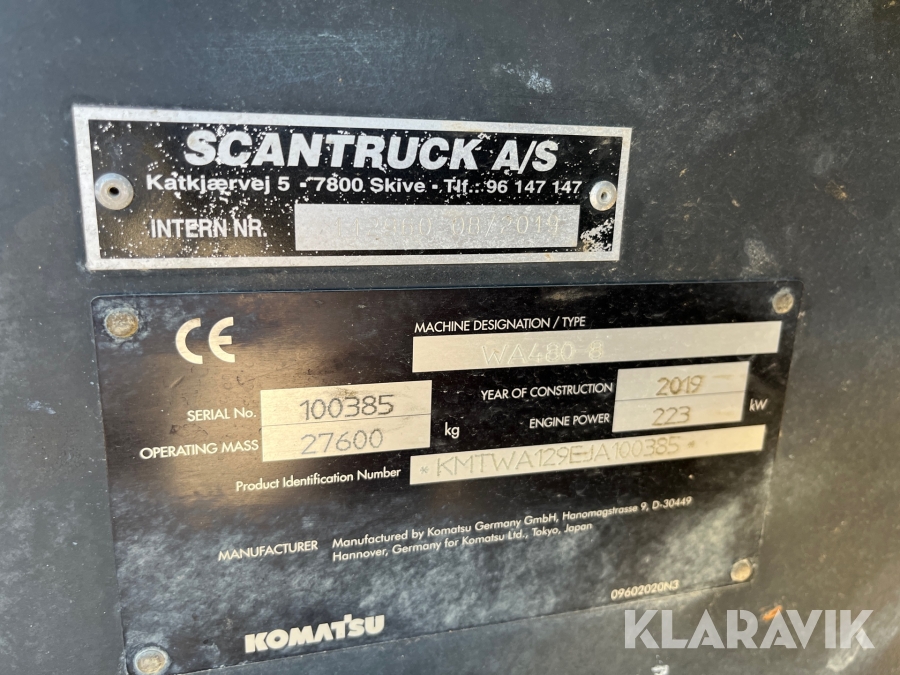 SCANTRUCK A/S
Katkjærvej 5 - 7800 Skive - Tlf.: 96 147 147
INTERN NR. 08/2019
CE
MACHINE DESIGNATION / TYPE
WA480 8
SERIAL No. 100385
YEAR OF CONSTRUCTION 2019
OPERATING MASS 27600 kg
ENGINE POWER 223 kW
Product Identification Number *KMTWA129EJA100385*
MANUFACTURER Manufactured by Komatsu Germany GmbH, Hanomagstrasse 9, D-30449
Hannover, Germany for Komatsu Ltd., Tokyo, Japan
09602020N3
KOMATSU
KLARAVIK